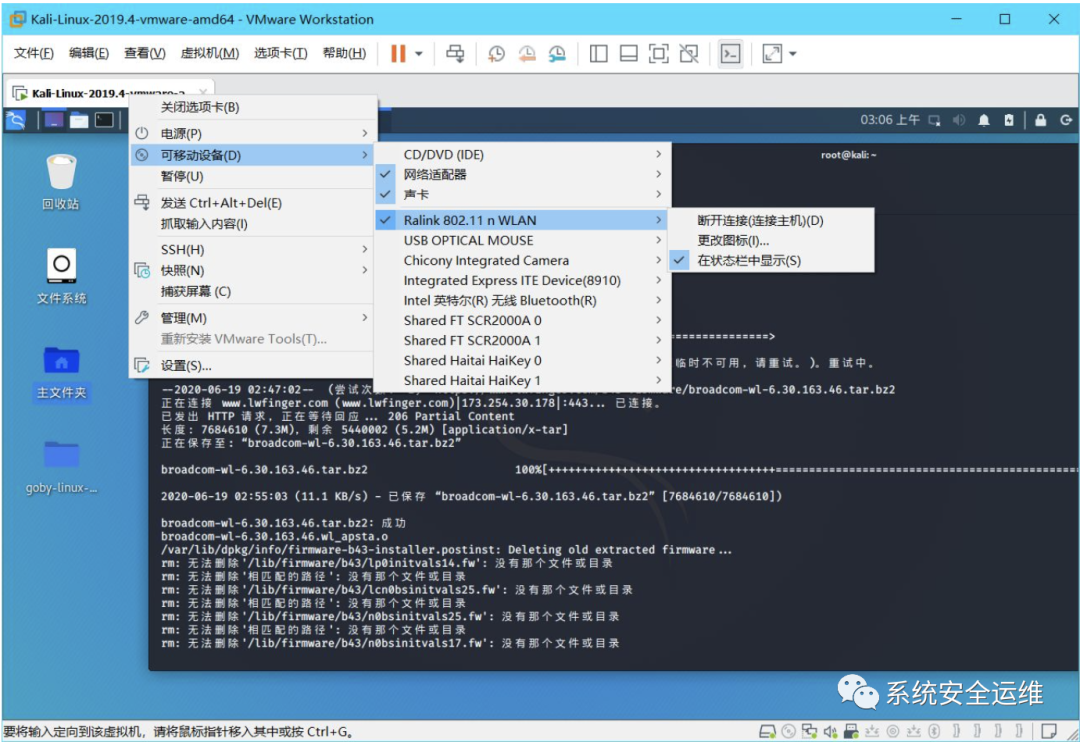 Kali-Linux-2019.4-vmware-amd64 - VMware Workstation
文件(F) 编辑(E) 查看(V) 虚拟机(M) 选项卡(T) 帮助(H)
Kali-Linux-2019.4-vmware-a...
03:06 上午
root@kali: ~
回收站
文件系统
主文件夹
goby-linux-...
关闭选项卡(B)
电源(P)
可移动设备(D)
暂停(U)
发送 Ctrl+Alt+Del(E)
抓取输入内容(I)
SSH(H)
快照(N)
捕获屏幕 (C)
管理(M)
重新安装 VMware Tools(T)...
设置(S)...
CD/DVD (IDE)
网络适配器
声卡
Ralink 802.11 n WLAN
USB OPTICAL MOUSE
Chicony Integrated Camera
Integrated Express ITE Device(8910)
Intel 英特尔(R) 无线 Bluetooth(R)
Shared FT SCR2000A 0
Shared FT SCR2000A 1
Shared Haitai HaiKey 0
Shared Haitai HaiKey 1
断开连接(连接主机)(D)
更改图标(I)...
在状态栏中显示(S)
==============>
临时不可用，请重试。)。重试中。
--2020-06-19 02:47:02-- (尝试次 re/broadcom-wl-6.30.163.46.tar.bz2
正在连接 www.lwfinger.com (www.lwfinger.com)|173.254.30.178|:443... 已连接。
已发出 HTTP 请求，正在等待回应... 206 Partial Content
长度：7684610 (7.3M)，剩余 5440002 (5.2M) [application/x-tar]
正在保存至: “broadcom-wl-6.30.163.46.tar.bz2”
broadcom-wl-6.30.163.46.tar.bz2 100%[++++++++++++++++++++++++++++++++++=============================================
2020-06-19 02:55:03 (11.1 KB/s) - 已保存 “broadcom-wl-6.30.163.46.tar.bz2” [7684610/7684610])
broadcom-wl-6.30.163.46.tar.bz2: 成功
broadcom-wl-6.30.163.46.wl_apsta.o
/var/lib/dpkg/info/firmware-b43-installer.postinst: Deleting old extracted firmware...
rm: 无法删除'/lib/firmware/b43/lp0initvals14.fw': 没有那个文件或目录
rm: 无法删除'相匹配的路径': 没有那个文件或目录
rm: 无法删除'/lib/firmware/b43/lcn0bsinitvals25.fw': 没有那个文件或目录
rm: 无法删除'相匹配的路径': 没有那个文件或目录
rm: 无法删除'/lib/firmware/b43/n0bsinitvals25.fw': 没有那个文件或目录
rm: 无法删除'相匹配的路径': 没有那个文件或目录
rm: 无法删除'/lib/firmware/b43/n0bsinitvals17.fw': 没有那个文件或目录
系统安全运维
要将输入定向到该虚拟机，请将鼠标指针移入其中或按 Ctrl+G。